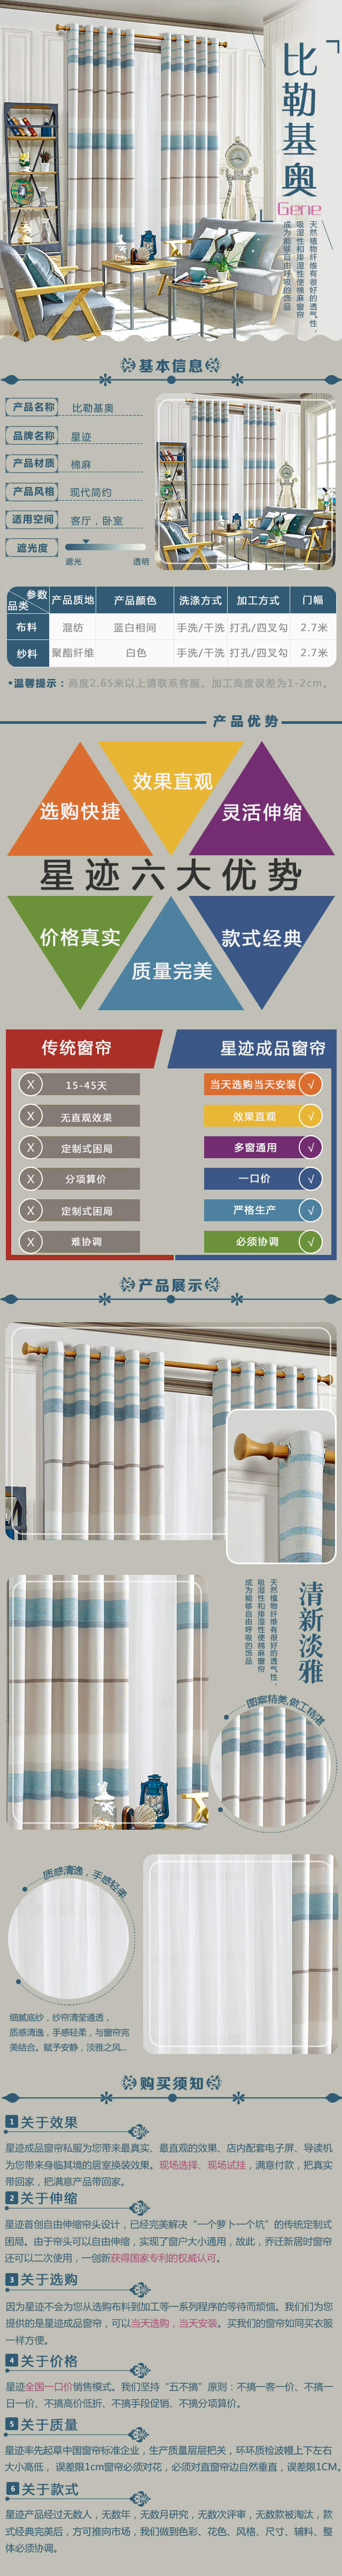 比勒基奥
Gene
天然植物纤维有很好的透气性，
吸湿性和排湿性使棉麻窗帘
成为能够自由呼吸的饰品
基本信息
产品名称 比勒基奥
品牌名称 星迹
产品材质 棉麻
产品风格 现代简约
适用空间 客厅，卧室
遮光度
遮光 透明
参数
品类 产品质地 产品颜色 洗涤方式 加工方式 门幅
布料 混纺 蓝白相间 手洗/干洗 打孔/四叉勾 2.7米
纱料 聚酯纤维 白色 手洗/干洗 打孔/四叉勾 2.7米
•温馨提示：高度2.65米以上请联系客服。加工高度误差为1-2cm。
产品优势
选购快捷
效果直观
灵活伸缩
星迹六大优势
价格真实
质量完美
款式经典
传统窗帘 星迹成品窗帘
X 15-45天 当天选购当天安装 √
X 无直观效果 效果直观 √
X 定制式困局 多窗通用 √
X 分项算价 一口价 √
X 定制式困局 严格生产 √
X 难协调 必须协调 √
产品展示
清新淡雅
天然植物纤维有很好的透气性，
吸湿性和排湿性使棉麻窗帘
成为能够自由呼吸的饰品
图案精美,做工精湛
质感清逸，手感轻柔
细腻底纱，纱帘清莹通透，
质感清逸，手感轻柔，与窗帘完
美结合。赋予安静，淡雅之风...
购买须知
1 关于效果
星迹成品窗帘私服为您带来最真实、最直观的效果、店内配套电子屏、导读机
为您带来身临其境的居室换装效果。现场选择、现场试挂，满意付款，把真实
带回家，把满意产品带回家。
2 关于伸缩
星迹首创自由伸缩帘头设计，已经完美解决“一个萝卜一个坑”的传统定制式
困局。由于帘头可以自由伸缩，实现了窗户大小通用，故此，乔迁新居时窗帘
还可以二次使用，一创新获得国家专利的权威认可。
3 关于选购
因为星迹不会为您从选购布料到加工等一系列程序的等待而烦恼。我们们为您
提供的是星迹成品窗帘，可以当天选购，当天安装。买我们的窗帘如同买衣服
一样方便。
4 关于价格
星迹全国一口价销售模式。我们坚持“五不搞”原则：不搞一客一价、不搞一
日一价、不搞高价低折、不搞手段促销、不搞分项算价。
5 关于质量
星迹率先起草中国窗帘标准企业，生产质量层层把关，环环质检波幔上下左右
大小高低，误差限1cm窗帘必须对花，必须对直窗帘边自然垂直，误差限1CM。
6 关于款式
星迹产品经过无数人，无数年，无数月研究，无数次评审，无数款被淘汰，款
式经典完美后，方可推向市场，我们做到色彩、花色、风格、尺寸、辅料、整
体必须协调。